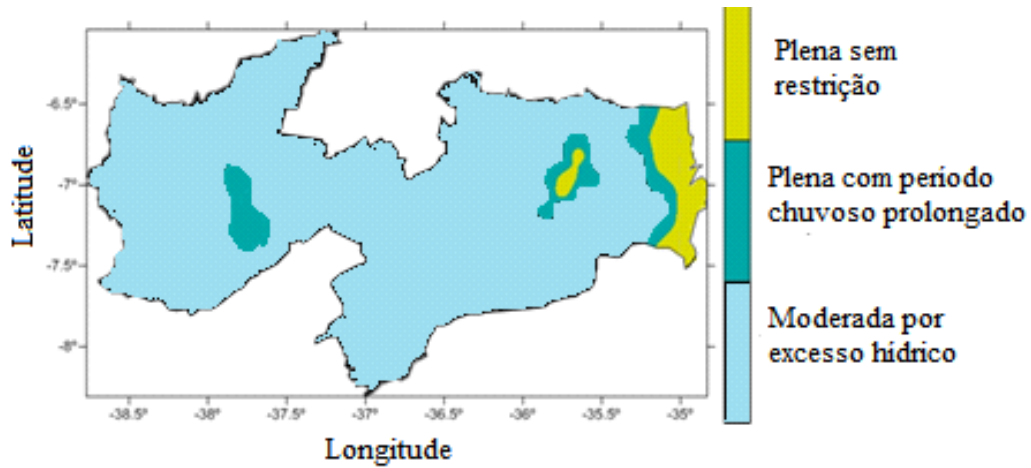 Plena sem
restrição
Plena com periodo
chuvoso prolongado
Moderada por
excesso hídrico
Latitude
-6.5°
-7°
-7.5°
-8°
-38.5° -38° -37.5° -37° -36.5° -36° -35.5° -35°
Longitude